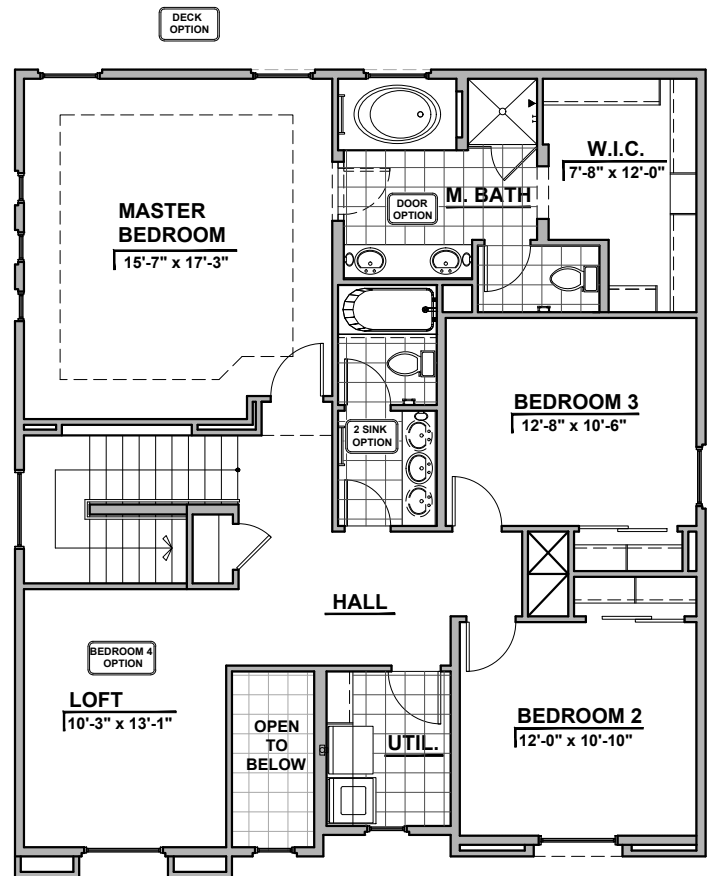 DECK
OPTION
W.I.C.
7'-8" x 12'-0"
M. BATH
DOOR
OPTION
MASTER
BEDROOM
15'-7" x 17'-3"
BEDROOM 3
12'-8" x 10'-6"
2 SINK
OPTION
HALL
BEDROOM 4
OPTION
LOFT
10'-3" x 13'-1"
OPEN
TO
BELOW
UTIL.
BEDROOM 2
12'-0" x 10'-10"